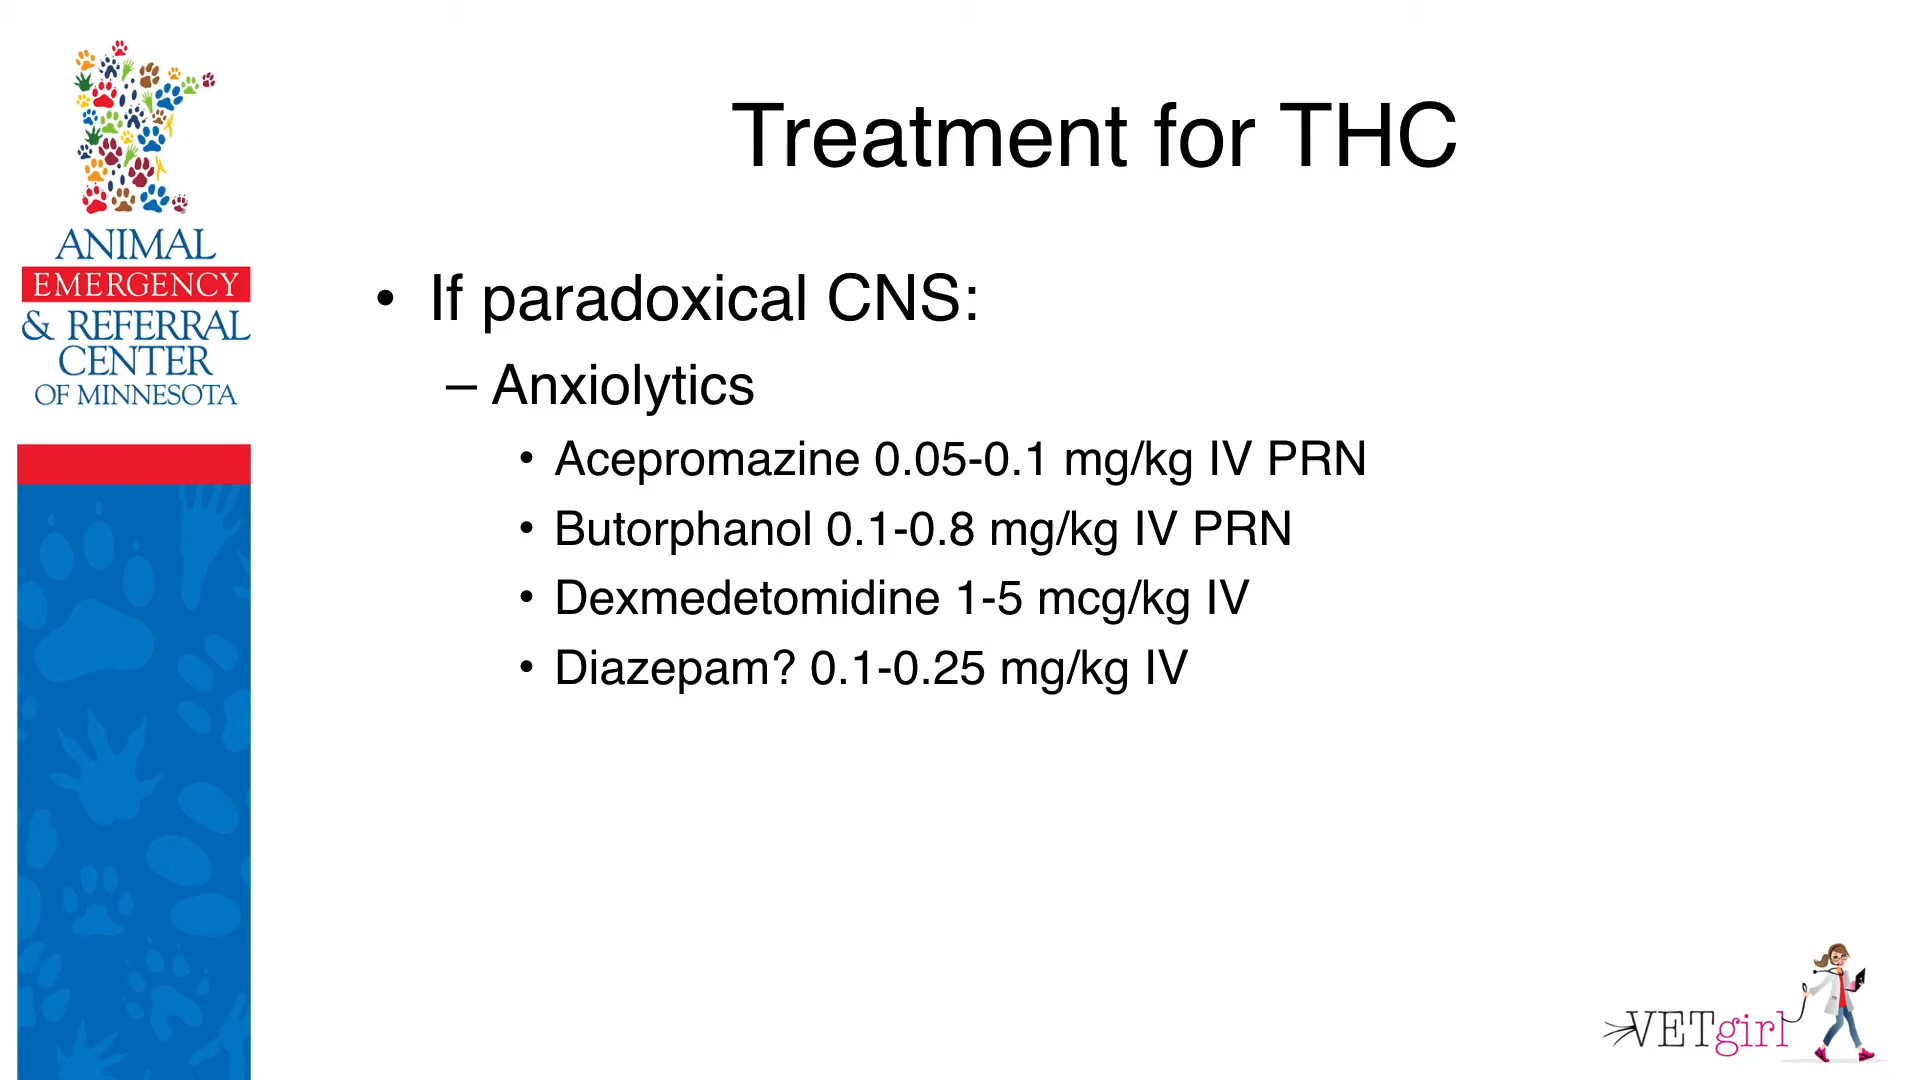 ANIMAL
EMERGENCY
& REFERRAL
CENTER
OF MINNESOTA
Treatment for THC
• If paradoxical CNS:
– Anxiolytics
• Acepromazine 0.05-0.1 mg/kg IV PRN
• Butorphanol 0.1-0.8 mg/kg IV PRN
• Dexmedetomidine 1-5 mcg/kg IV
• Diazepam? 0.1-0.25 mg/kg IV
VETgirl